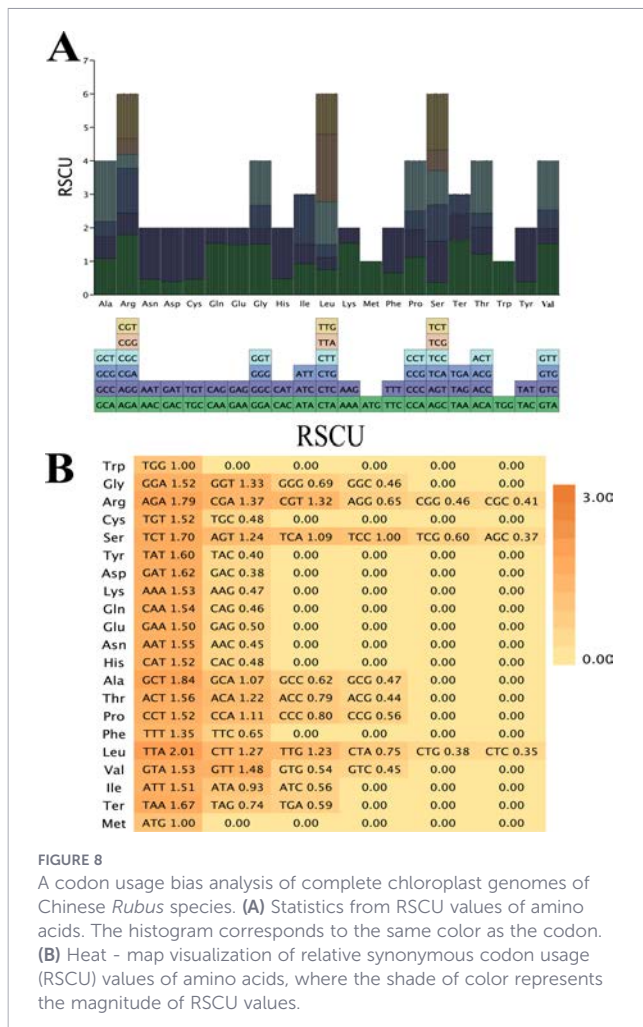 A
7
6
5
4
3
2
1
0
RSCU
Ala Arg Asn Asp Cys Gln Glu Gly His Ile Leu Lys Met Phe Pro Ser Ter Thr Trp Tyr Val
CGT TTG TCT
CGG TTA TCG
GCT CGC GGT CTT CCT TCC ACT GTT
GCG CGA GGG ATT CTG CCG TCA TGA ACG GTG
GCC AGG AAT GAT TGT CAG GAG GGC CAT ATC CTC AAG TTT CCC AGT TAG ACC TAT GTC
GCA AGA AAC GAC TGC CAA GAA GGA CAC ATA CTA AAA ATG TTC CCA AGC TAA ACA TGG TAC GTA
RSCU
B
Trp TGG 1.00 0.00 0.00 0.00 0.00 0.00
Gly GGA 1.52 GGT 1.33 GGG 0.69 GGC 0.46 0.00 0.00
Arg AGA 1.79 CGA 1.37 CGT 1.32 AGG 0.65 CGG 0.46 CGC 0.41
Cys TGT 1.52 TGC 0.48 0.00 0.00 0.00 0.00
Ser TCT 1.70 AGT 1.24 TCA 1.09 TCC 1.00 TCG 0.60 AGC 0.37
Tyr TAT 1.60 TAC 0.40 0.00 0.00 0.00 0.00
Asp GAT 1.62 GAC 0.38 0.00 0.00 0.00 0.00
Lys AAA 1.53 AAG 0.47 0.00 0.00 0.00 0.00
Gln CAA 1.54 CAG 0.46 0.00 0.00 0.00 0.00
Glu GAA 1.50 GAG 0.50 0.00 0.00 0.00 0.00
Asn AAT 1.55 AAC 0.45 0.00 0.00 0.00 0.00
His CAT 1.52 CAC 0.48 0.00 0.00 0.00 0.00
Ala GCT 1.84 GCA 1.07 GCC 0.62 GCG 0.47 0.00 0.00
Thr ACT 1.56 ACA 1.22 ACC 0.79 ACG 0.44 0.00 0.00
Pro CCT 1.52 CCA 1.11 CCC 0.80 CCG 0.56 0.00 0.00
Phe TTT 1.35 TTC 0.65 0.00 0.00 0.00 0.00
Leu TTA 2.01 CTT 1.27 TTG 1.23 CTA 0.75 CTG 0.38 CTC 0.35
Val GTA 1.53 GTT 1.48 GTG 0.54 GTC 0.45 0.00 0.00
Ile ATT 1.51 ATA 0.93 ATC 0.56 0.00 0.00 0.00
Ter TAA 1.67 TAG 0.74 TGA 0.59 0.00 0.00 0.00
Met ATG 1.00 0.00 0.00 0.00 0.00 0.00
3.00
0.00
FIGURE 8
A codon usage bias analysis of complete chloroplast genomes of
Chinese Rubus species. (A) Statistics from RSCU values of amino
acids. The histogram corresponds to the same color as the codon.
(B) Heat - map visualization of relative synonymous codon usage
(RSCU) values of amino acids, where the shade of color represents
the magnitude of RSCU values.